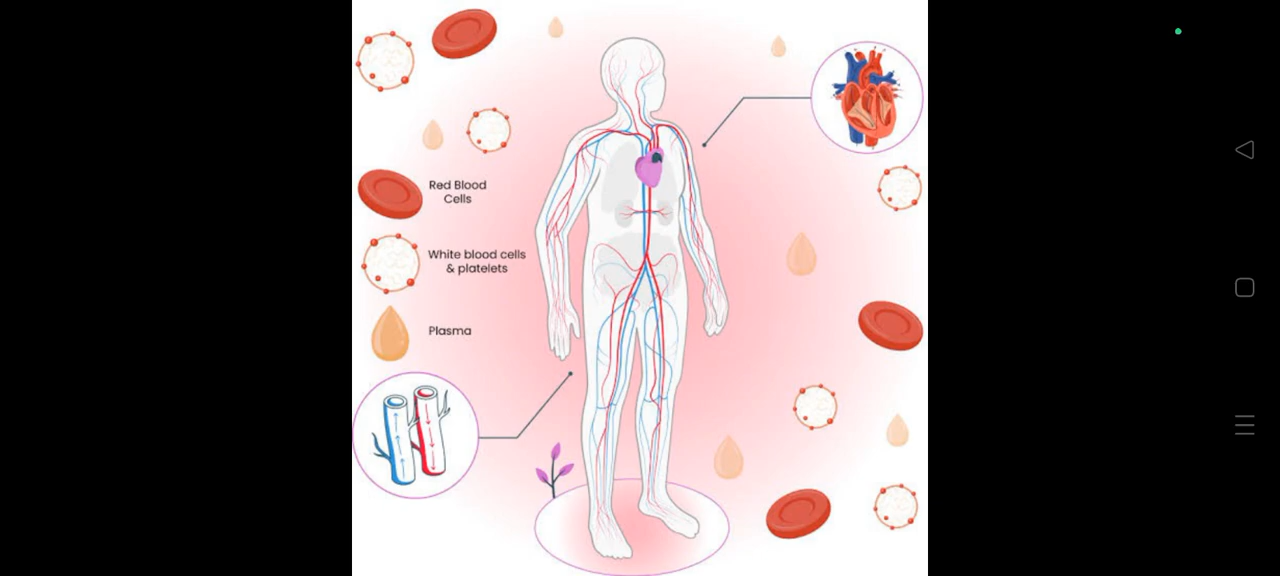 Red Blood
Cells
White blood cells
& platelets
Plasma